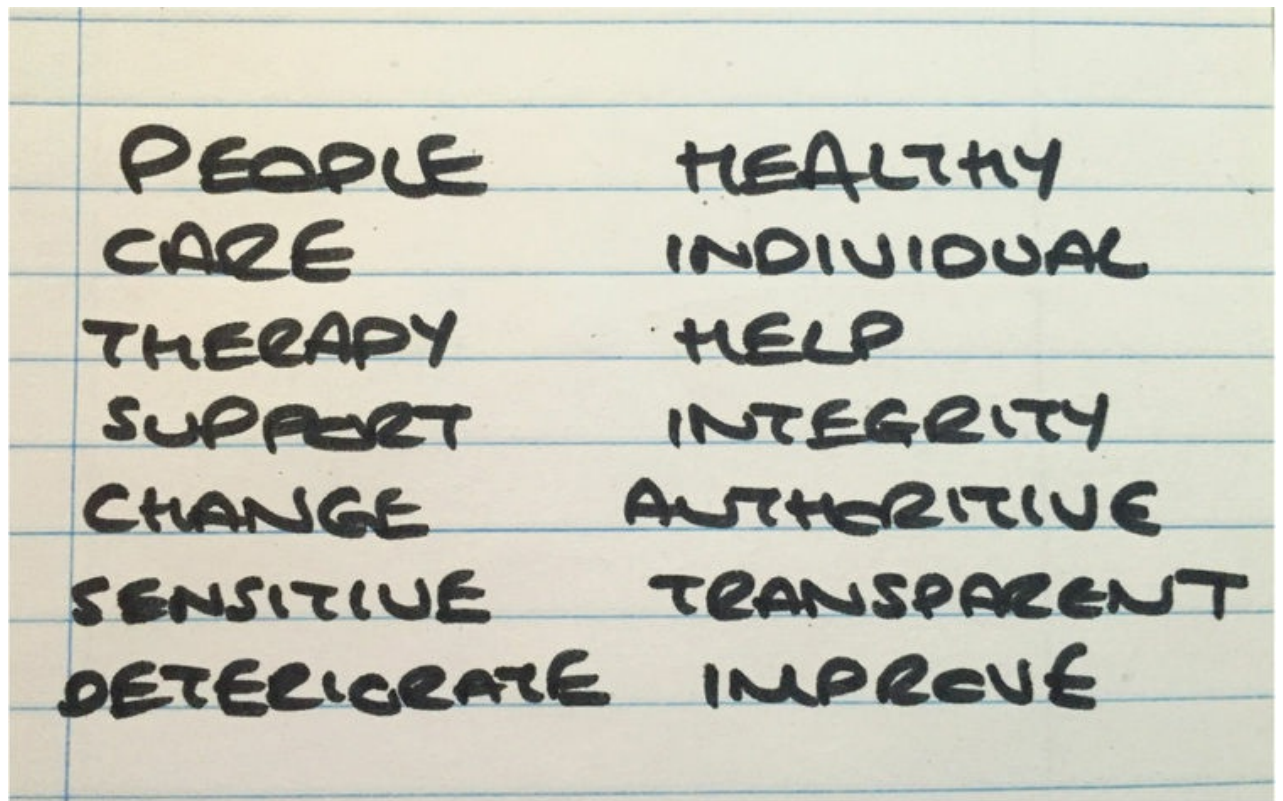 PEOPLE HEALTHY
CARE INDIVIDUAL
THERAPY HELP
SUPPORT INTEGRITY
CHANGE AUTHORITIVE
SENSITIVE TRANSPARENT
DETERIORATE IMPROVE